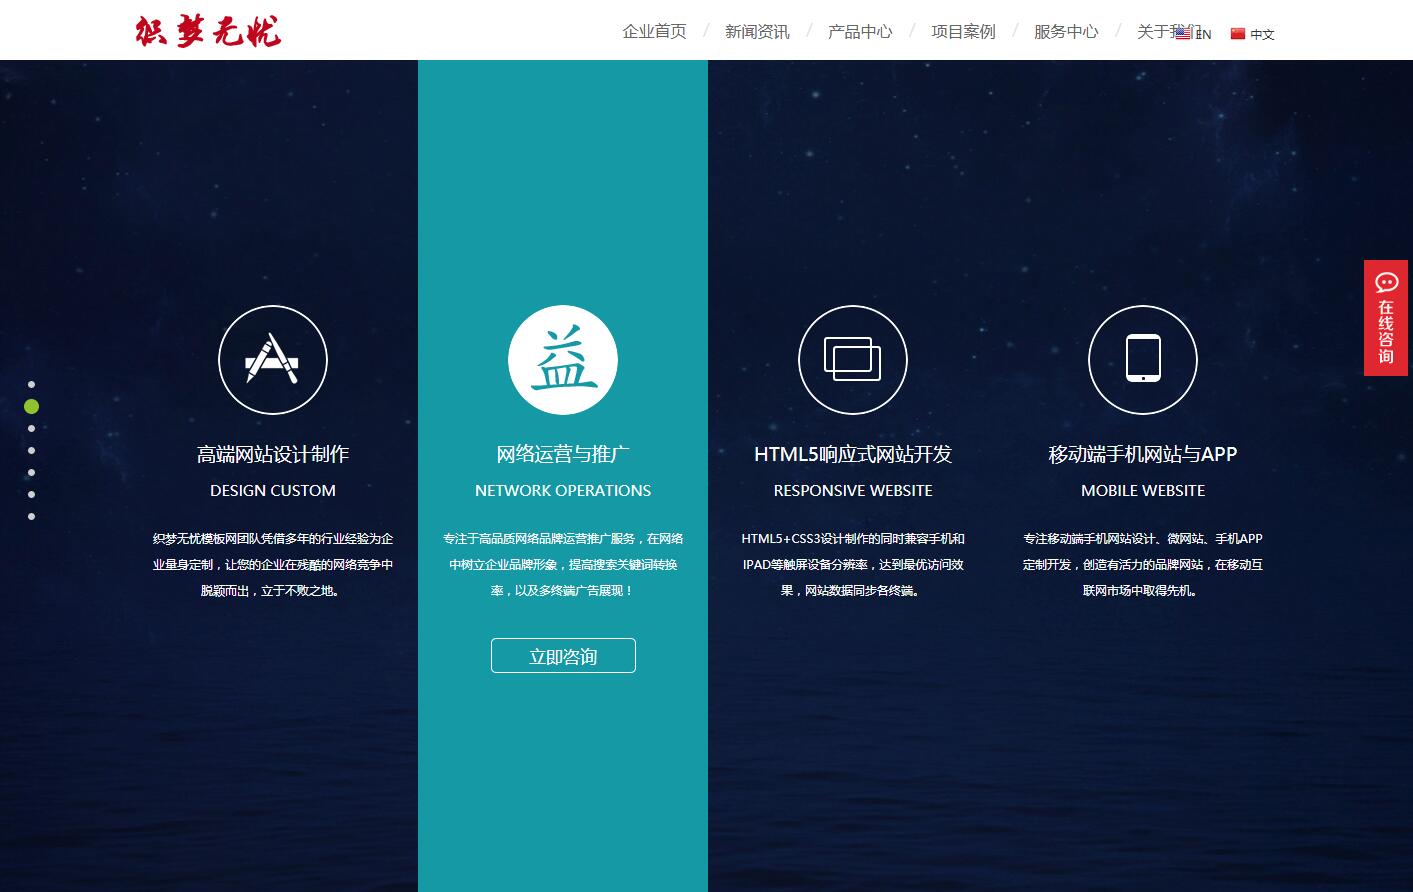 织梦无忧
企业首页 / 新闻资讯 / 产品中心 / 项目案例 / 服务中心 / 关于我们 EN 中文
在线咨询
益
高端网站设计制作
DESIGN CUSTOM
织梦无忧模板网团队凭借多年的行业经验为企
业量身定制，让您的企业在残酷的网络竞争中
脱颖而出，立于不败之地。
网络运营与推广
NETWORK OPERATIONS
专注于高品质网络品牌运营推广服务，在网络
中树立企业品牌形象，提高搜索关键词转换
率，以及多终端广告展现！
立即咨询
HTML5响应式网站开发
RESPONSIVE WEBSITE
HTML5+CSS3设计制作的同时兼容手机和
IPAD等触屏设备分辨率，达到最优访问效
果，网站数据同步各终端。
移动端手机网站与APP
MOBILE WEBSITE
专注移动端手机网站设计、微网站、手机APP
定制开发，创造有活力的品牌网站，在移动互
联网市场中取得先机。